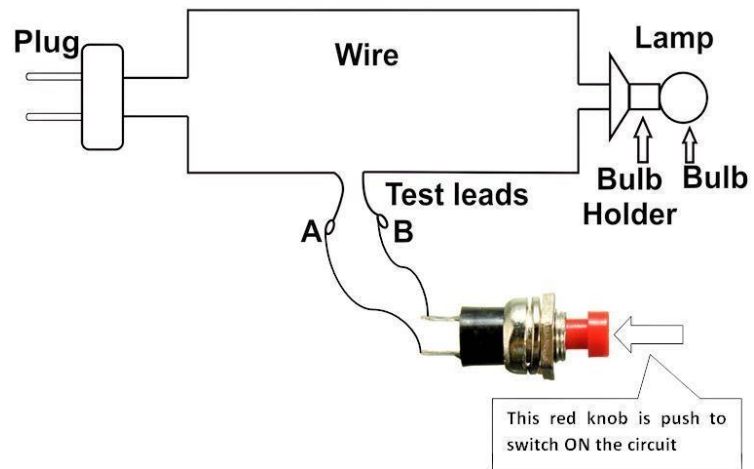 Plug
Wire
Lamp
Test leads
A
B
Bulb
Holder
Bulb
This red knob is push to
switch ON the circuit